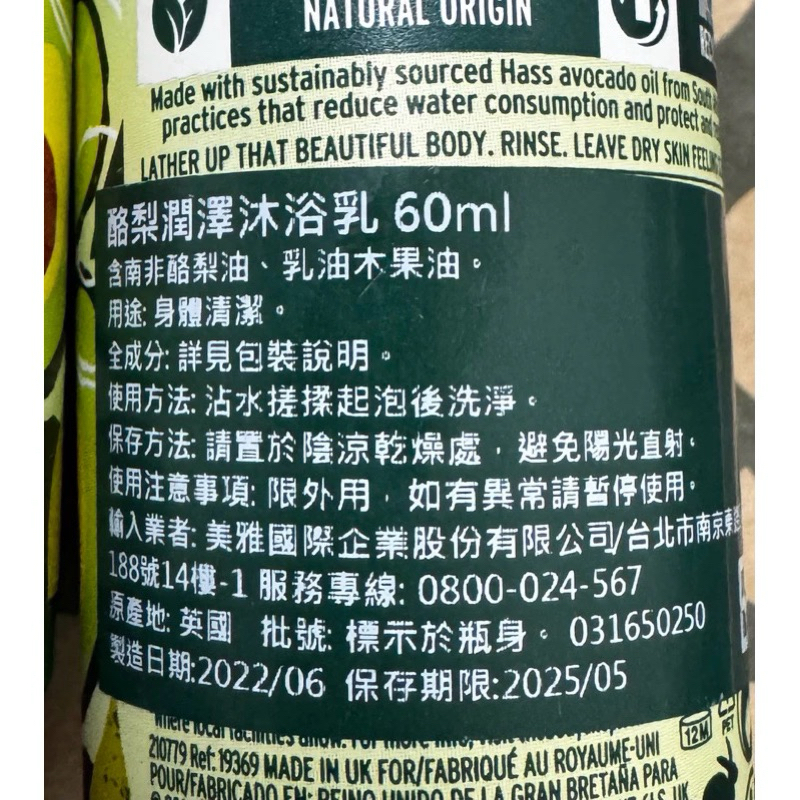 NATURAL ORIGIN
Made with sustainably sourced Hass avocado oil from South
practices that reduce water consumption and protect and
LATHER UP THAT BEAUTIFUL BODY. RINSE. LEAVE DRY SKIN FEELING
酪梨潤澤沐浴乳 60ml
含南非酪梨油、乳油木果油。
用途: 身體清潔。
全成分: 詳見包裝說明。
使用方法: 沾水搓揉起泡後洗淨。
保存方法: 請置於陰涼乾燥處，避免陽光直射。
使用注意事項: 限外用，如有異常請暫停使用。
輸入業者: 美雅國際企業股份有限公司/台北市南京東
188號14樓-1 服務專線: 0800-024-567
原產地: 英國 批號: 標示於瓶身。 031650250
製造日期:2022/06 保存期限:2025/05
12M
PET
210779 Ref: 19369 MADE IN UK FOR/FABRIQUÉ AU ROYAUME-UNI
POUR/FABRICADO EN: REINO UNIDO DE LA GRAN BRETAÑA PARA